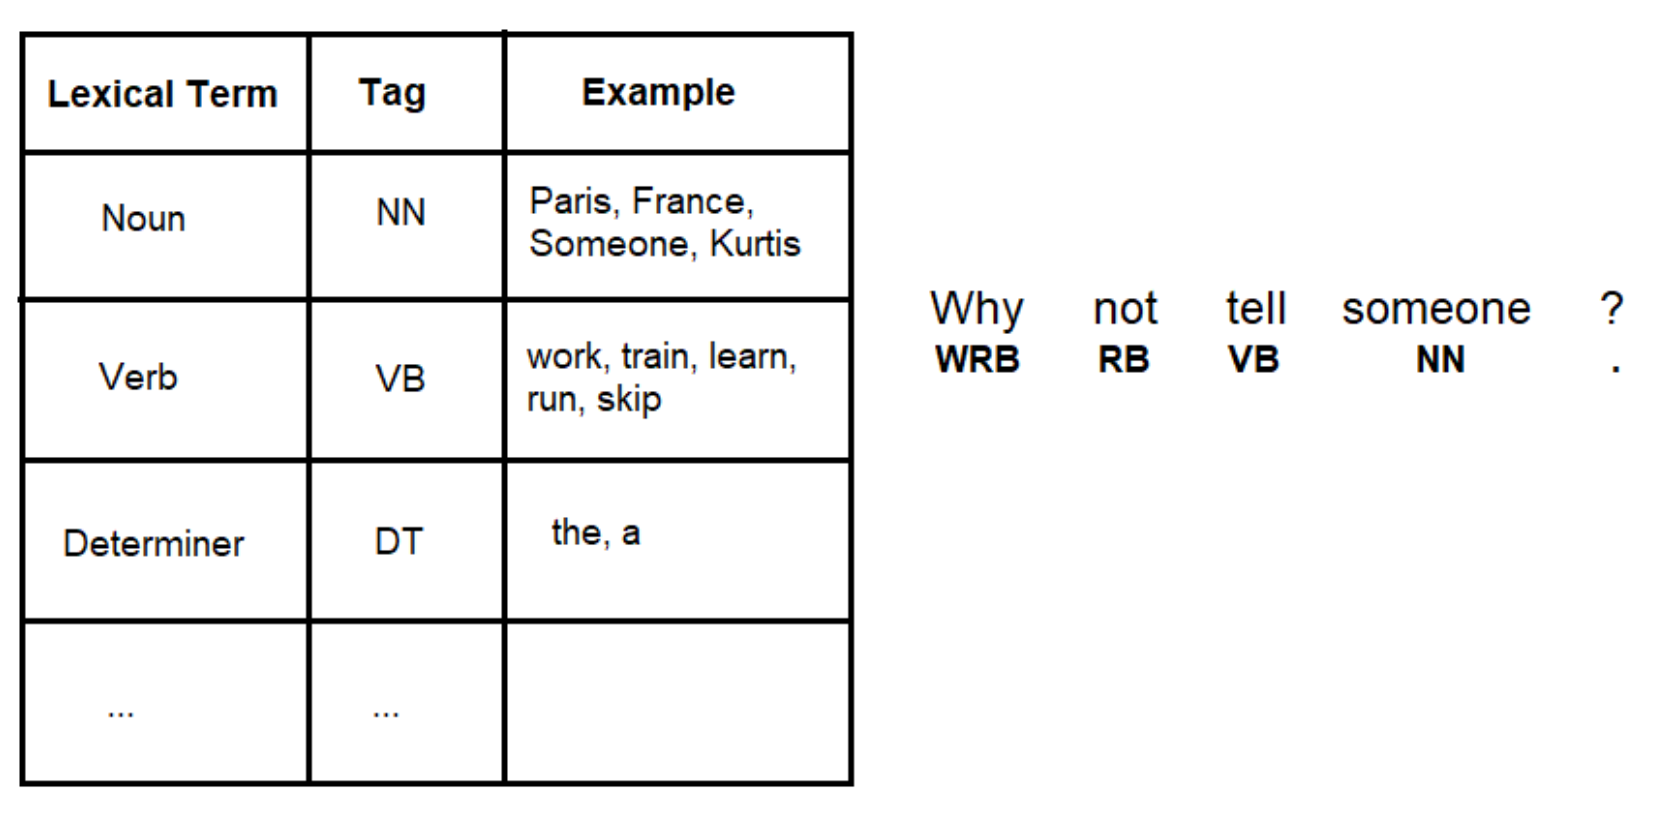 Lexical Term Tag Example
Noun NN Paris, France,
Someone, Kurtis
Verb VB work, train, learn,
run, skip
Determiner DT the, a
... ...
Why not tell someone ?
WRB RB VB NN .